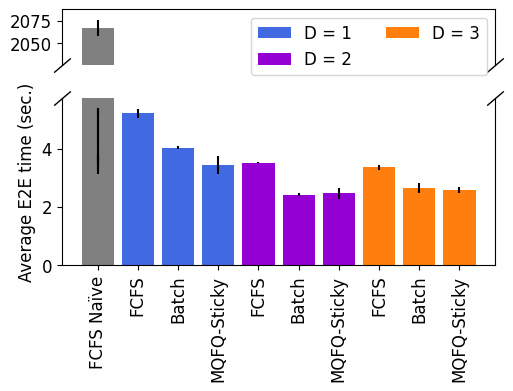 2075
2050
4
2
0
Average E2E time (sec.)
D = 1
D = 2
D = 3
FCFS Naïve
FCFS
Batch
MQFQ-Sticky
FCFS
Batch
MQFQ-Sticky
FCFS
Batch
MQFQ-Sticky